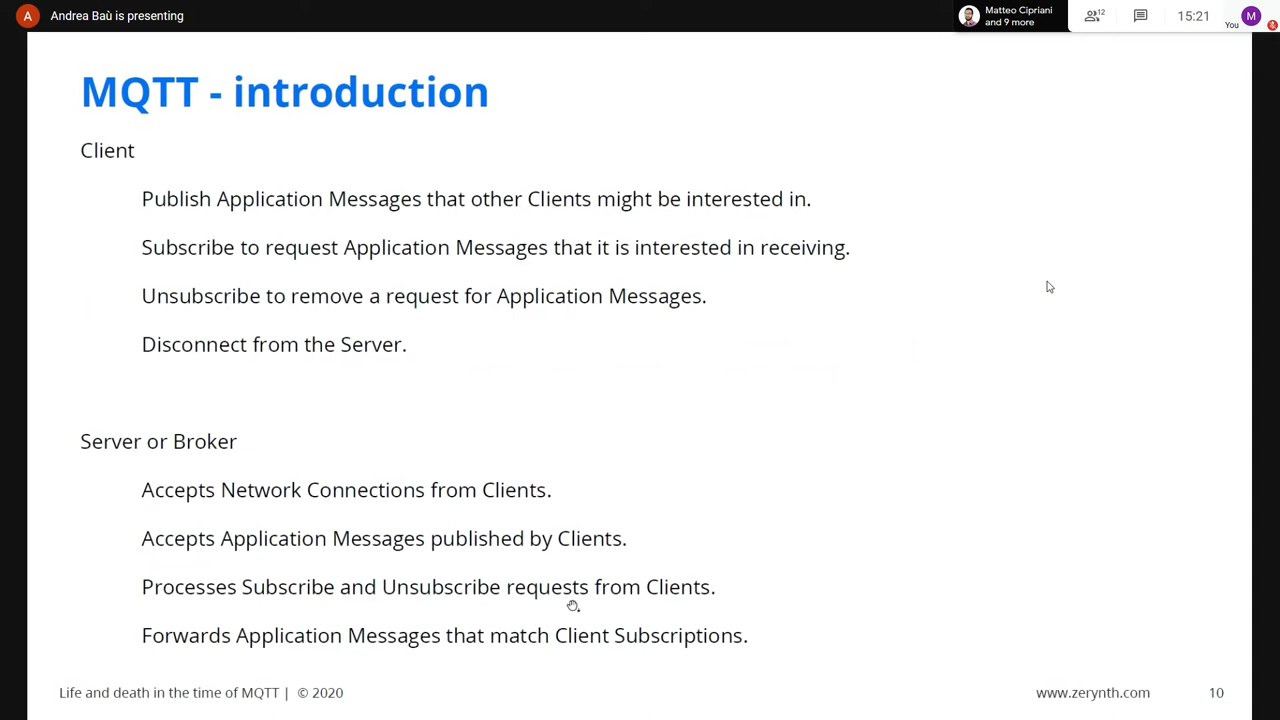 A Andrea Baù is presenting
Matteo Cipriani
and 9 more
12
15:21
You
M
MQTT - introduction
Client
Publish Application Messages that other Clients might be interested in.
Subscribe to request Application Messages that it is interested in receiving.
Unsubscribe to remove a request for Application Messages.
Disconnect from the Server.
Server or Broker
Accepts Network Connections from Clients.
Accepts Application Messages published by Clients.
Processes Subscribe and Unsubscribe requests from Clients.
Forwards Application Messages that match Client Subscriptions.
Life and death in the time of MQTT | © 2020
www.zerynth.com
10